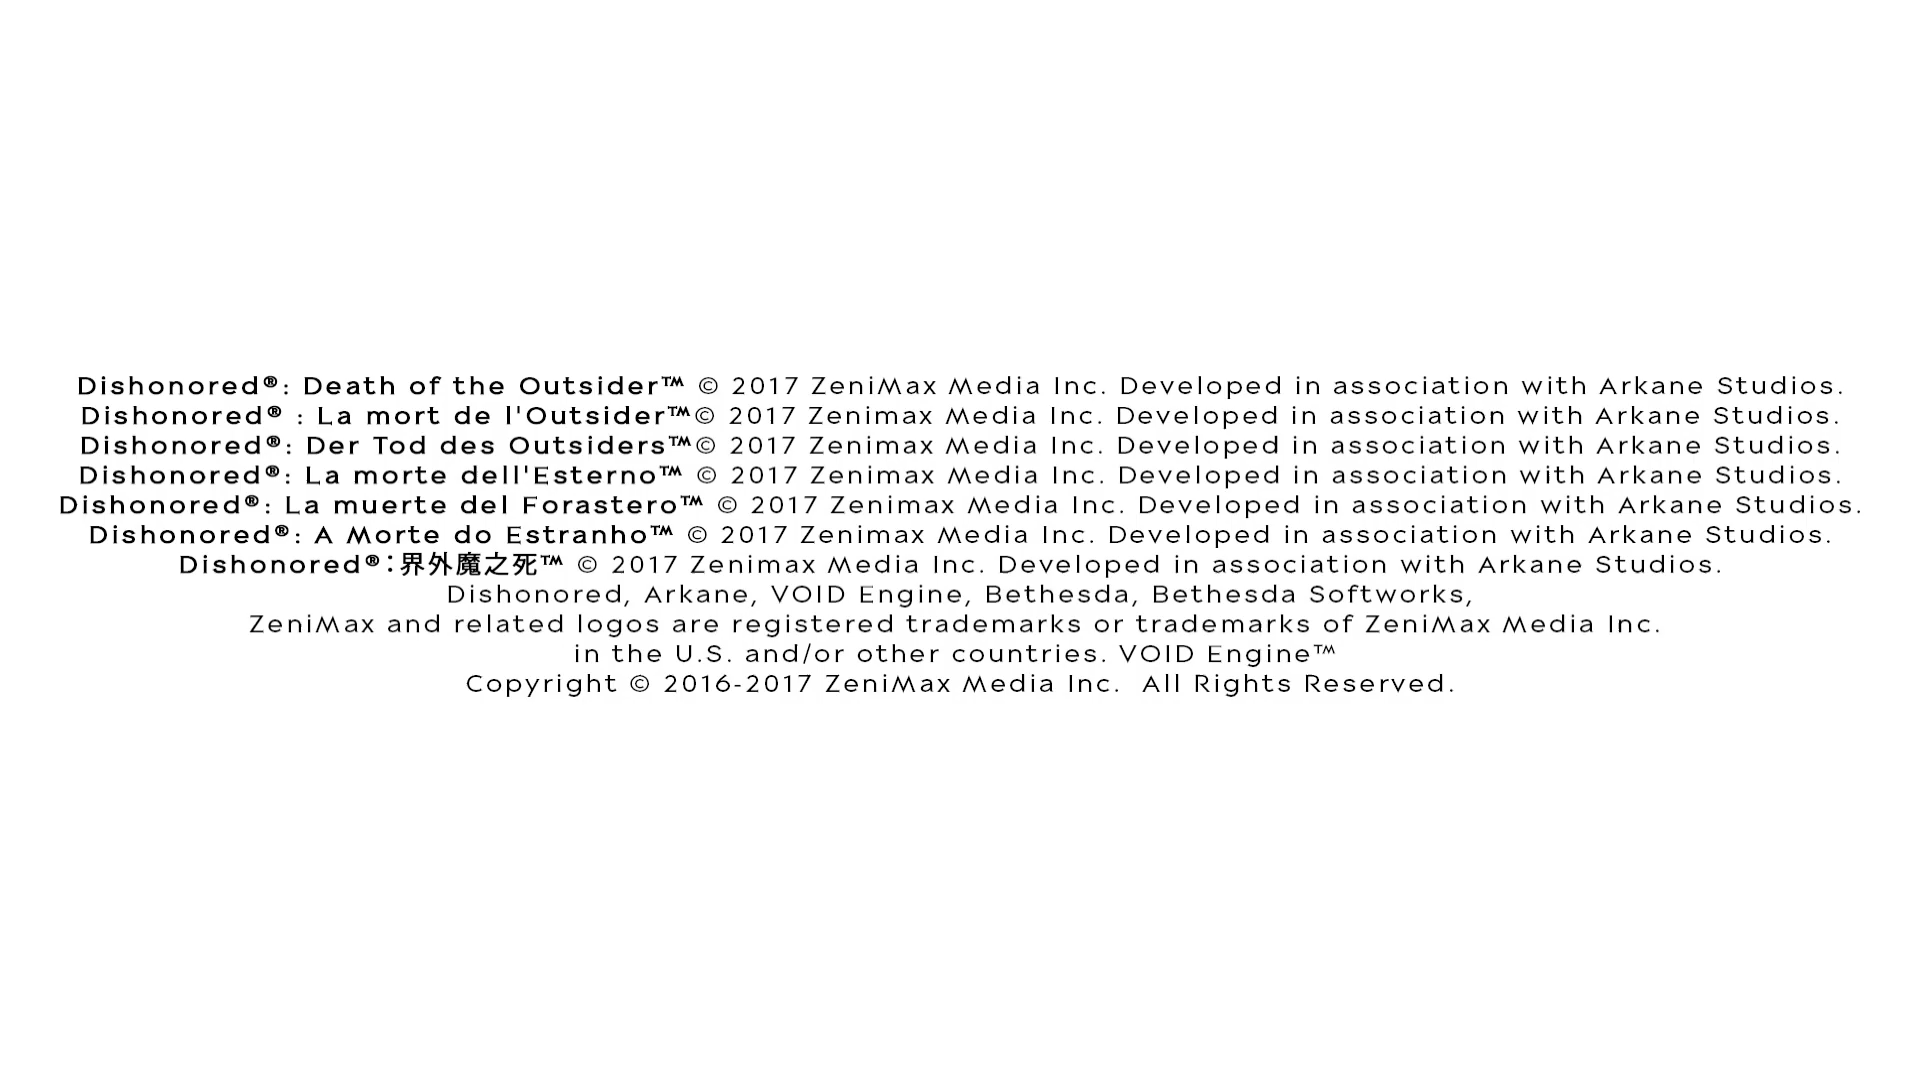 Dishonored®: Death of the Outsider™ © 2017 ZeniMax Media Inc. Developed in association with Arkane Studios.
Dishonored® : La mort de l'Outsider™© 2017 Zenimax Media Inc. Developed in association with Arkane Studios.
Dishonored®: Der Tod des Outsiders™© 2017 Zenimax Media Inc. Developed in association with Arkane Studios.
Dishonored®: La morte dell'Esterno™ © 2017 Zenimax Media Inc. Developed in association with Arkane Studios.
Dishonored®: La muerte del Forastero™ © 2017 Zenimax Media Inc. Developed in association with Arkane Studios.
Dishonored®: A Morte do Estranho™ © 2017 Zenimax Media Inc. Developed in association with Arkane Studios.
Dishonored®：界外魔之死™ © 2017 Zenimax Media Inc. Developed in association with Arkane Studios.
Dishonored, Arkane, VOID Engine, Bethesda, Bethesda Softworks,
ZeniMax and related logos are registered trademarks or trademarks of ZeniMax Media Inc.
in the U.S. and/or other countries. VOID Engine™
Copyright © 2016-2017 ZeniMax Media Inc.  All Rights Reserved.